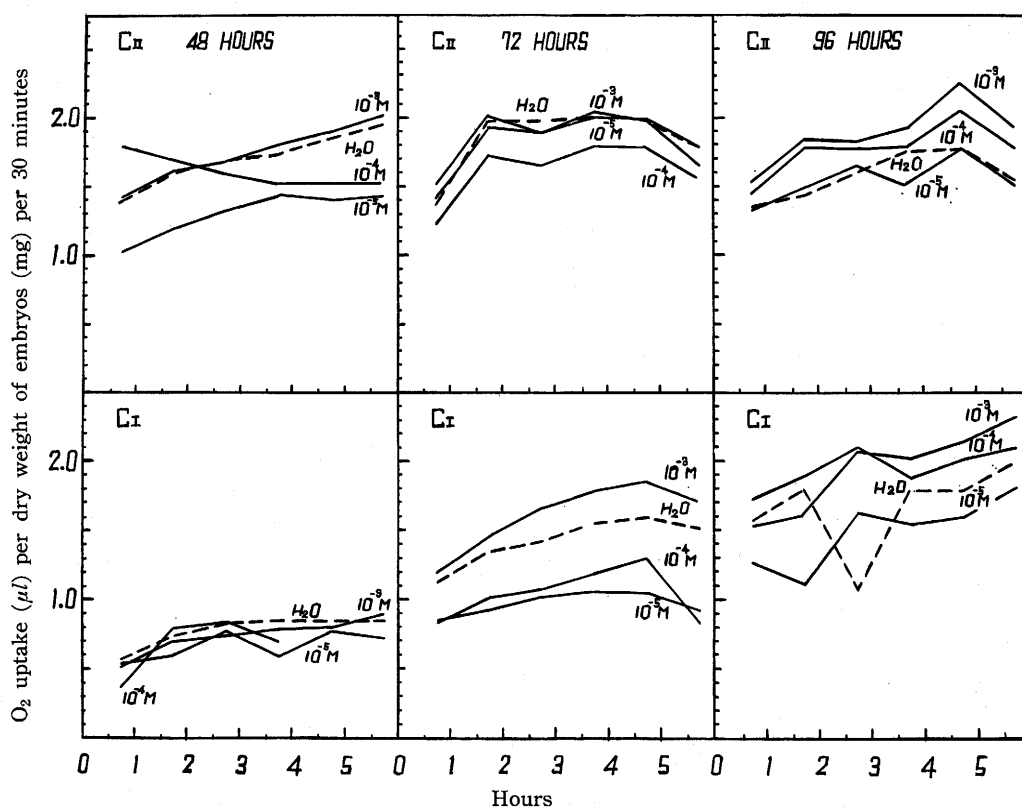 O₂ uptake (μl) per dry weight of embryos (mg) per 30 minutes
CII 48 HOURS
2.0
1.0
0
10⁻³M
H₂O
10⁻⁴
10⁻⁵M
CII 72 HOURS
H₂O
10⁻³M
10⁻⁵
10⁻⁴M
CII 96 HOURS
10⁻³M
10⁻⁴M
H₂O
10⁻⁵M
CI
2.0
1.0
H₂O
10⁻³M
10⁻⁵M
10⁻⁴M
CI
10⁻³M
H₂O
10⁻⁴M
10⁻⁵M
CI
10⁻³M
10⁻⁴M
H₂O
10⁻⁵M
0 1 2 3 4 5 0 1 2 3 4 5 0 1 2 3 4 5
Hours